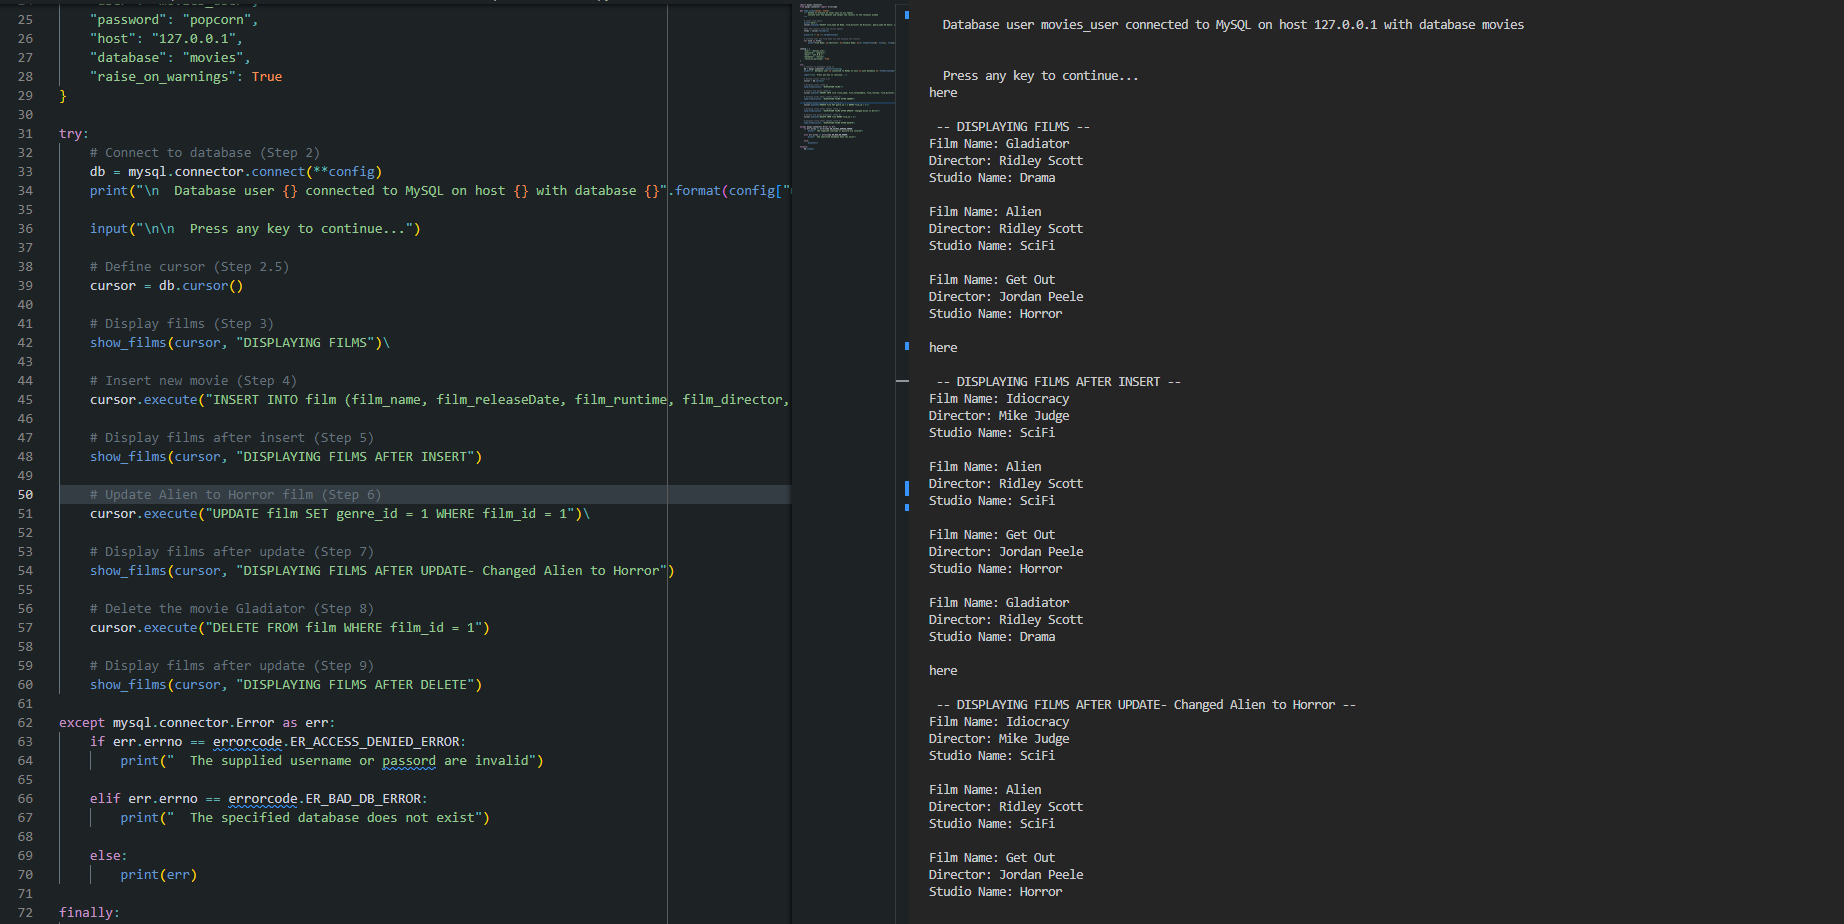 25 "password": "popcorn",
26 "host": "127.0.0.1",
27 "database": "movies",
28 "raise_on_warnings": True
29 }
30
31 try:
32 # Connect to database (Step 2)
33 db = mysql.connector.connect(**config)
34 print("\n  Database user {} connected to MySQL on host {} with database {}".format(config["
35
36 input("\n\n  Press any key to continue...")
37
38 # Define cursor (Step 2.5)
39 cursor = db.cursor()
40
41 # Display films (Step 3)
42 show_films(cursor, "DISPLAYING FILMS")\
43
44 # Insert new movie (Step 4)
45 cursor.execute("INSERT INTO film (film_name, film_releaseDate, film_runtime, film_director,
46
47 # Display films after insert (Step 5)
48 show_films(cursor, "DISPLAYING FILMS AFTER INSERT")
49
50 # Update Alien to Horror film (Step 6)
51 cursor.execute("UPDATE film SET genre_id = 1 WHERE film_id = 1")\
52
53 # Display films after update (Step 7)
54 show_films(cursor, "DISPLAYING FILMS AFTER UPDATE- Changed Alien to Horror")
55
56 # Delete the movie Gladiator (Step 8)
57 cursor.execute("DELETE FROM film WHERE film_id = 1")
58
59 # Display films after update (Step 9)
60 show_films(cursor, "DISPLAYING FILMS AFTER DELETE")
61
62 except mysql.connector.Error as err:
63 if err.errno == errorcode.ER_ACCESS_DENIED_ERROR:
64 print("  The supplied username or passord are invalid")
65
66 elif err.errno == errorcode.ER_BAD_DB_ERROR:
67 print("  The specified database does not exist")
68
69 else:
70 print(err)
71
72 finally:
Database user movies_user connected to MySQL on host 127.0.0.1 with database movies
Press any key to continue...
here
-- DISPLAYING FILMS --
Film Name: Gladiator
Director: Ridley Scott
Studio Name: Drama
Film Name: Alien
Director: Ridley Scott
Studio Name: SciFi
Film Name: Get Out
Director: Jordan Peele
Studio Name: Horror
here
-- DISPLAYING FILMS AFTER INSERT --
Film Name: Idiocracy
Director: Mike Judge
Studio Name: SciFi
Film Name: Alien
Director: Ridley Scott
Studio Name: SciFi
Film Name: Get Out
Director: Jordan Peele
Studio Name: Horror
Film Name: Gladiator
Director: Ridley Scott
Studio Name: Drama
here
-- DISPLAYING FILMS AFTER UPDATE- Changed Alien to Horror --
Film Name: Idiocracy
Director: Mike Judge
Studio Name: SciFi
Film Name: Alien
Director: Ridley Scott
Studio Name: SciFi
Film Name: Get Out
Director: Jordan Peele
Studio Name: Horror